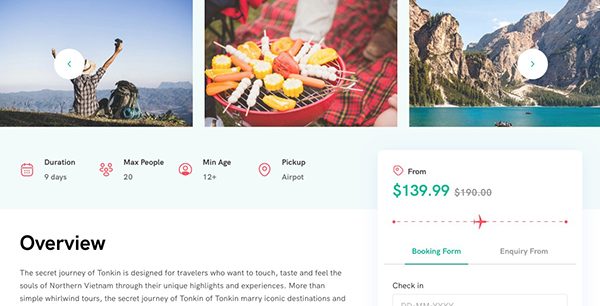 Duration
9 days
Max People
20
Min Age
12+
Pickup
Airpot
From
$139.99 $190.00
Booking Form
Enquiry From
Check in
DD-MM-YYYY
Overview
The secret journey of Tonkin is designed for travelers who want to touch, taste and feel the
souls of Northern Vietnam through their unique highlights and experiences. More than
simple whirlwind tours, the secret journey of Tonkin of Tonkin marry iconic destinations and